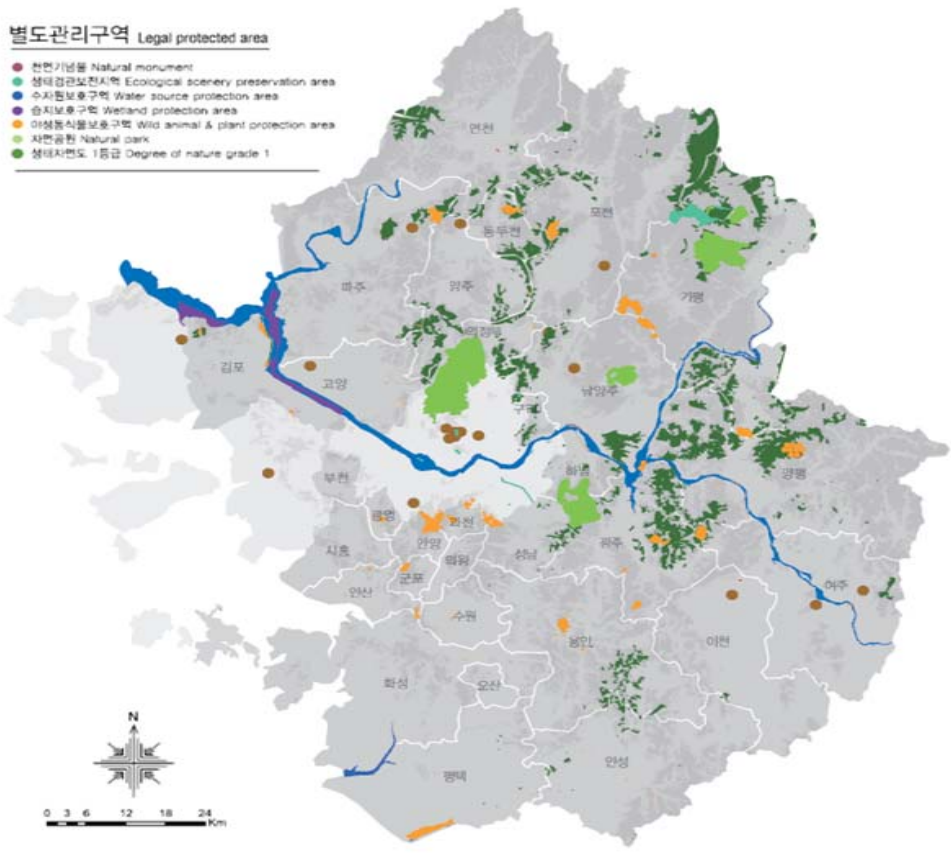 별도관리구역 Legal protected area
천연기념물 Natural monument
생태경관보전지역 Ecological scenery preservation area
수자원보호구역 Water source protection area
습지보호구역 Wetland protection area
야생동식물보호구역 Wild animal & plant protection area
자연공원 Natural park
생태자연도 1등급 Degree of nature grade 1
연천
포천
동두천
파주
양주
가평
의정부
김포
고양
남양주
구리
하남
양평
부천
광명
과천
시흥
안양
성남
광주
의왕
군포
안산
여주
수원
용인
이천
화성
오산
안성
평택
N
0 3 6 12 18 24
Km